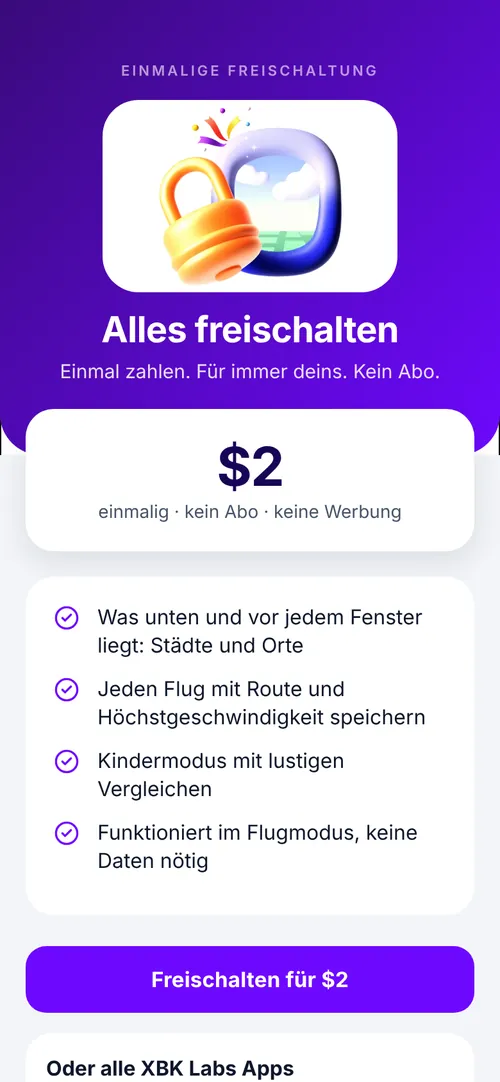 EINMALIGE FREISCHALTUNG
Alles freischalten
Einmal zahlen. Für immer deins. Kein Abo.
$2
einmalig · kein Abo · keine Werbung
Was unten und vor jedem Fenster
liegt: Städte und Orte
Jeden Flug mit Route und
Höchstgeschwindigkeit speichern
Kindermodus mit lustigen
Vergleichen
Funktioniert im Flugmodus, keine
Daten nötig
Freischalten für $2
Oder alle XBK Labs Apps